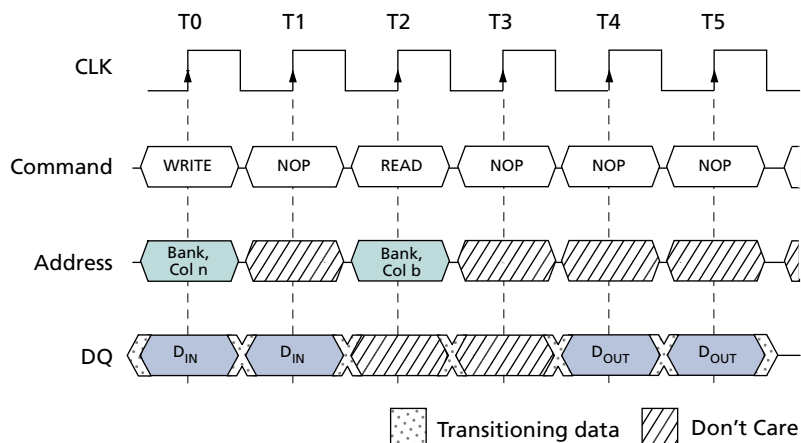 T0 T1 T2 T3 T4 T5
CLK
Command WRITE NOP READ NOP NOP NOP
Address Bank, Col n Bank, Col b
DQ DIN DIN DOUT DOUT
Transitioning data Don't Care